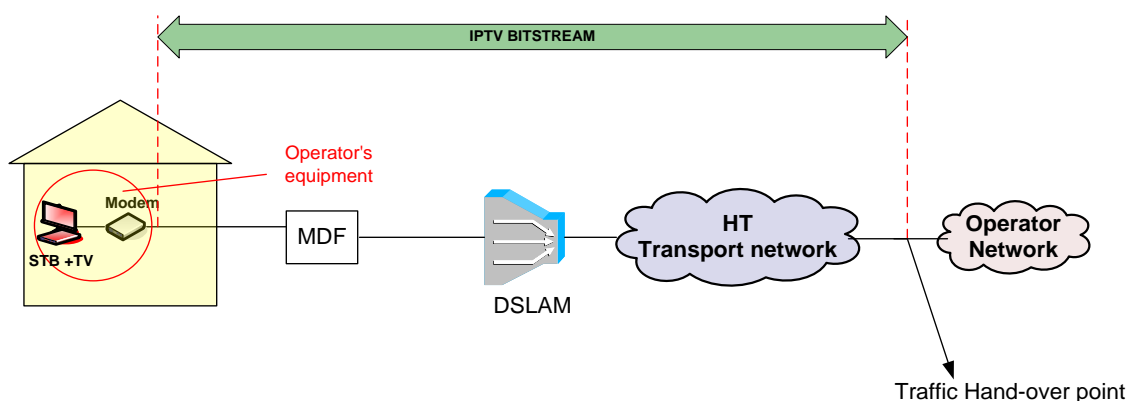 IPTV BITSTREAM
Operator's
equipment
Modem
STB +TV
MDF
DSLAM
HT
Transport network
Operator
Network
Traffic Hand-over point